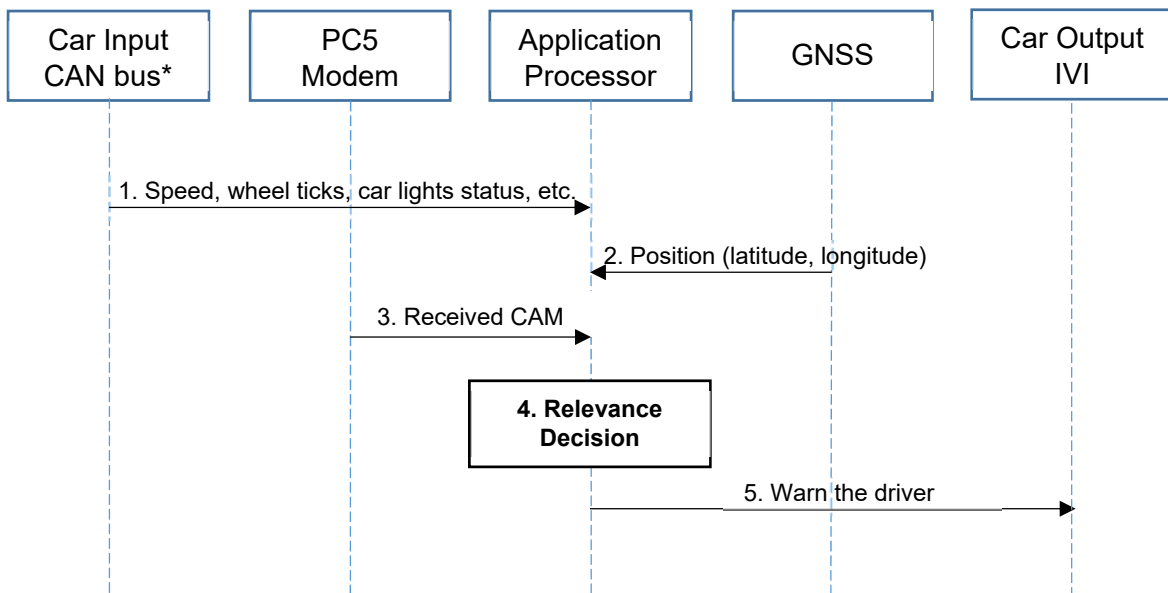 Car Input
CAN bus*
PC5
Modem
Application
Processor
GNSS
Car Output
IVI
1. Speed, wheel ticks, car lights status, etc.
2. Position (latitude, longitude)
3. Received CAM
4. Relevance
Decision
5. Warn the driver